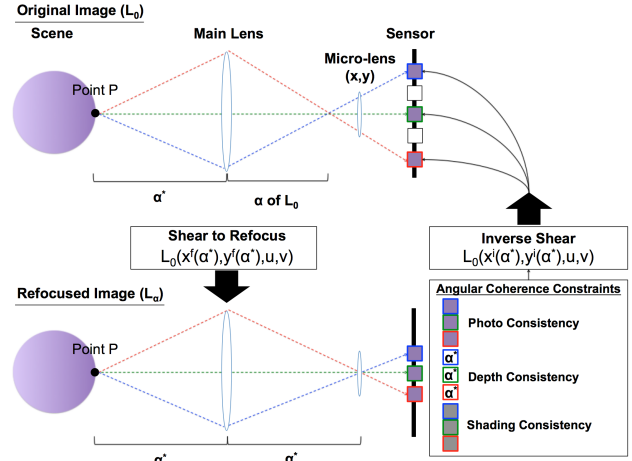 Original Image (L₀)
Scene
Main Lens
Sensor
Micro-lens
(x,y)
Point P
α*
α of L₀
Shear to Refocus
L₀(xᶠ(α*),yᶠ(α*),u,v)
Inverse Shear
L₀(xⁱ(α*),yⁱ(α*),u,v)
Refocused Image (Lα)
Point P
α*
α*
Angular Coherence Constraints
Photo Consistency
α*
α*
Depth Consistency
α*
Shading Consistency